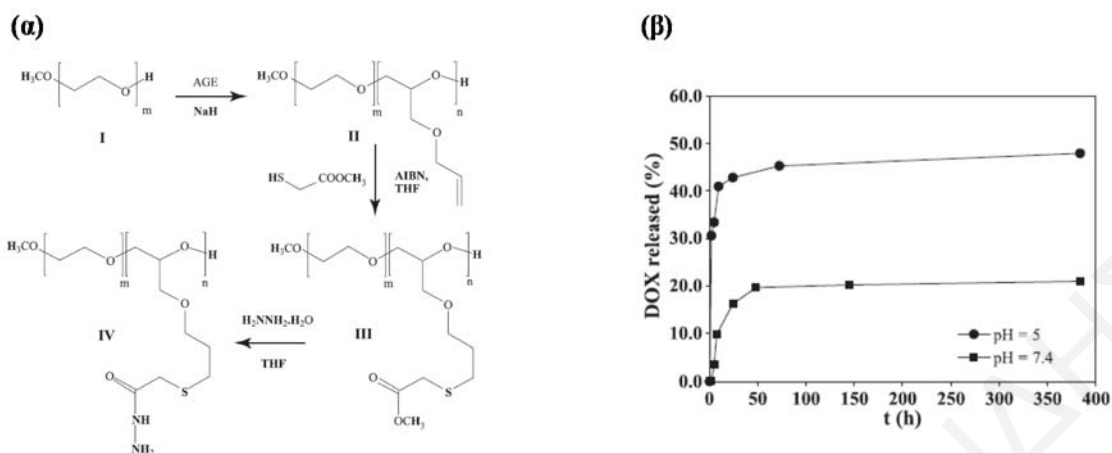 (α)
H₃CO
O
H
m
I
AGE
NaH
H₃CO
O
O
H
m
n
O
II
HS
COOCH₃
AIBN,
THF
H₃CO
O
O
H
m
n
O
IV
O
S
NH
NH₂
H₂NNH₂.H₂O
THF
H₃CO
O
O
H
m
n
O
III
O
S
OCH₃
(β)
60.0
50.0
40.0
30.0
20.0
10.0
0.0
DOX released (%)
pH = 5
pH = 7.4
0 50 100 150 200 250 300 350 400
t (h)